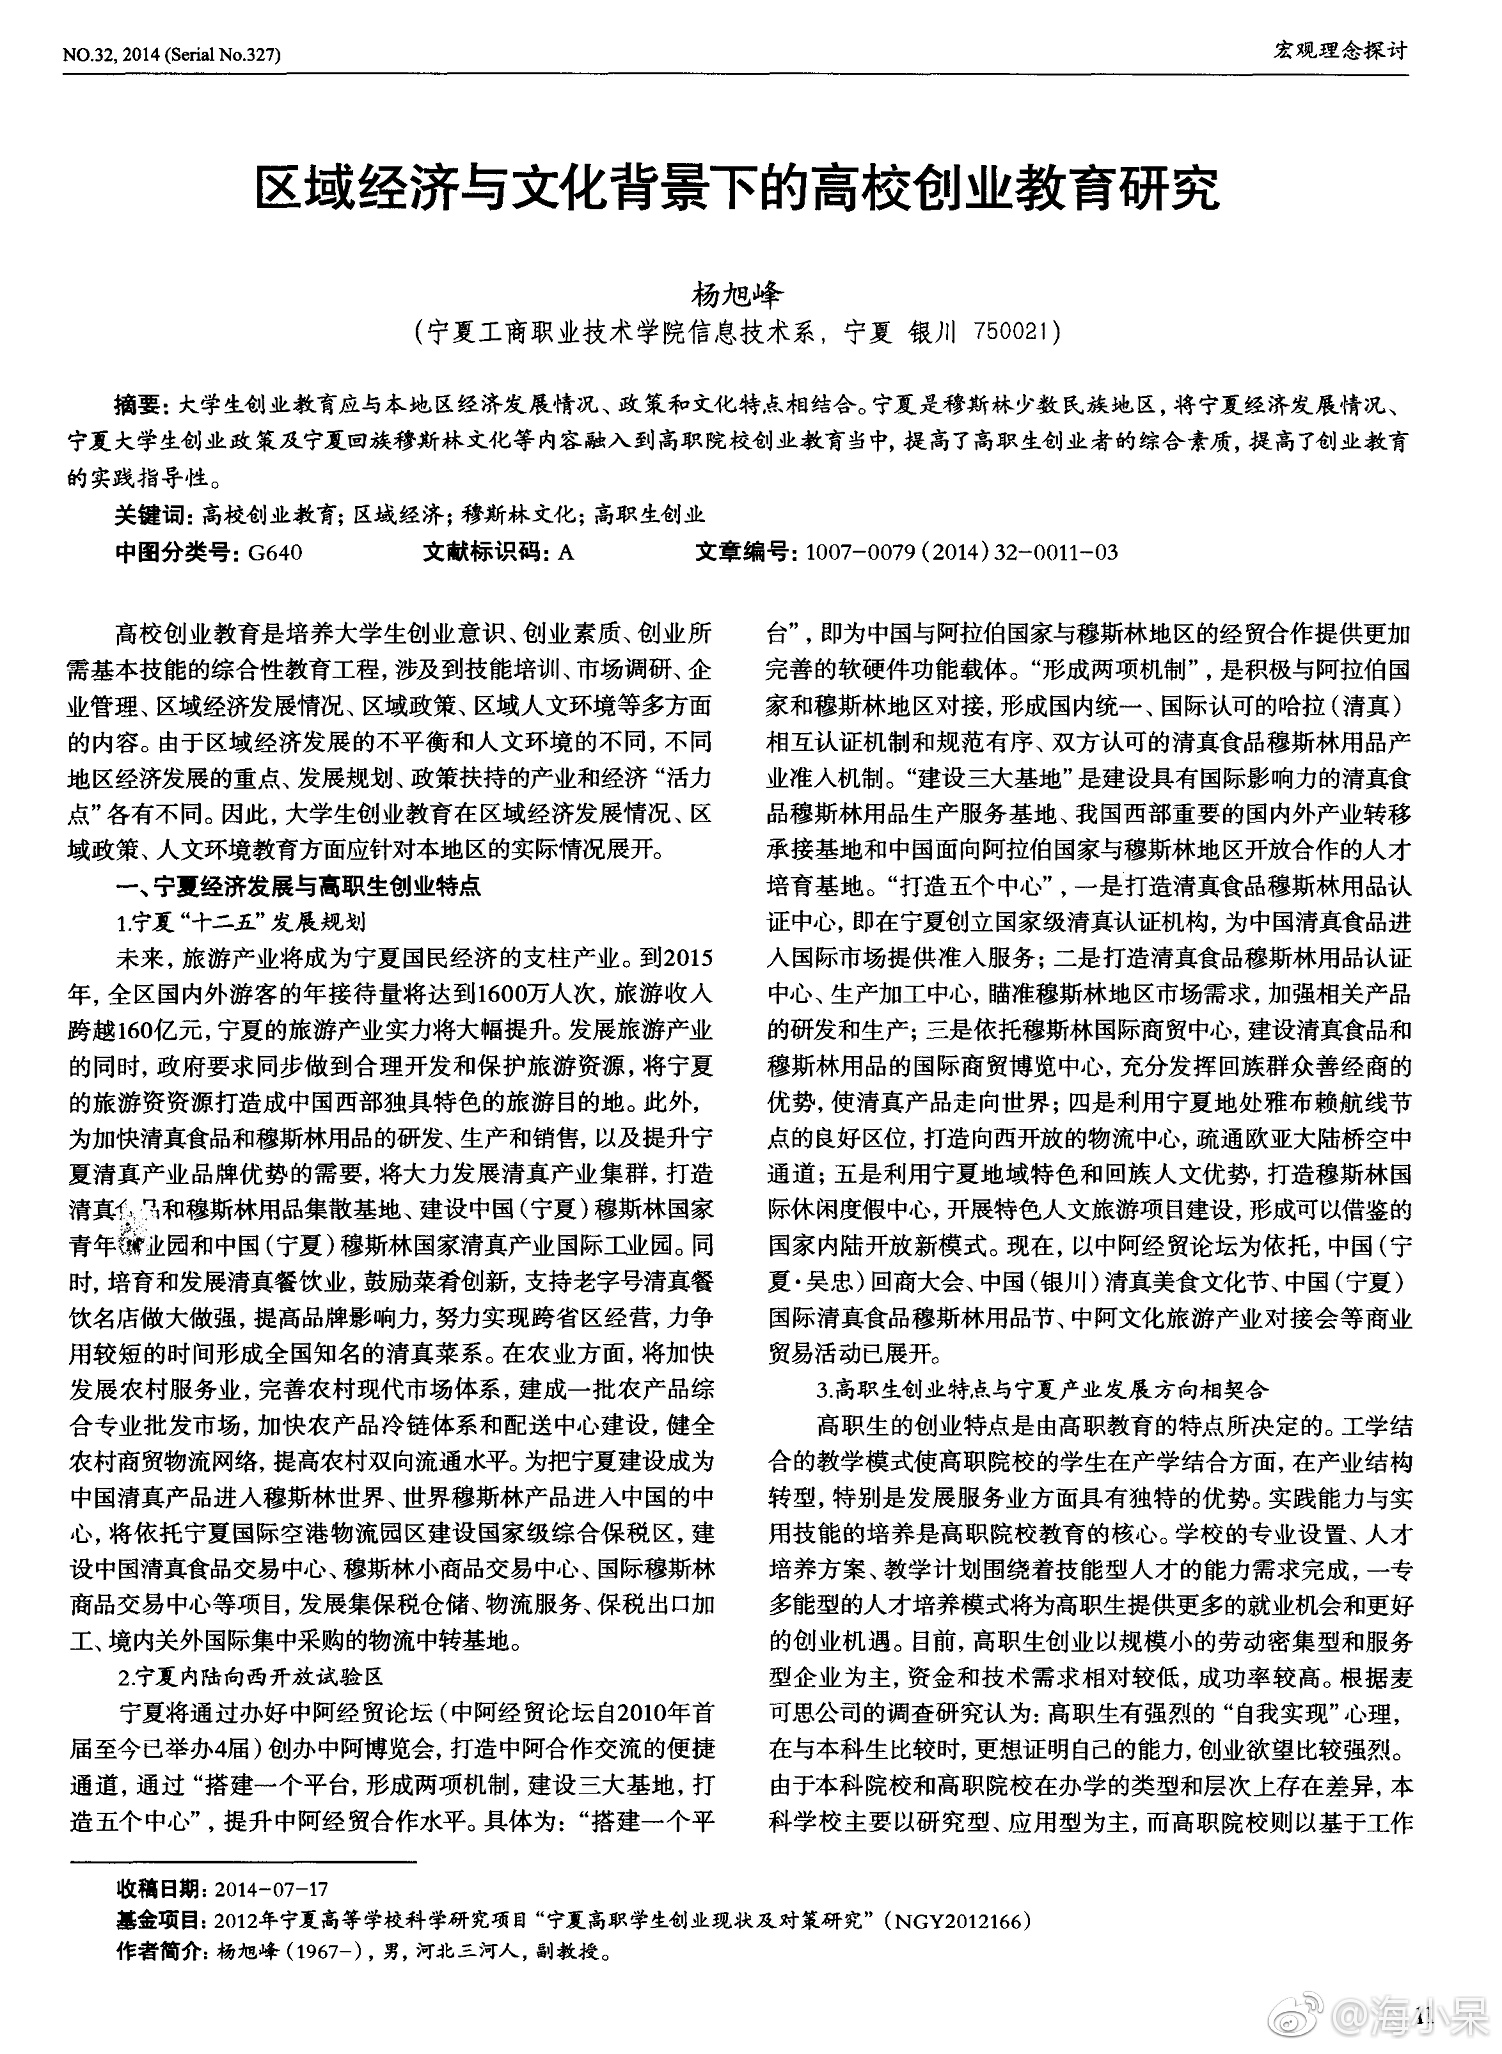 NO.32, 2014 (Serial No.327)
宏观理念探讨
区域经济与文化背景下的高校创业教育研究
杨旭峰
(宁夏工商职业技术学院信息技术系, 宁夏 银川 750021)
摘要: 大学生创业教育应与本地区经济发展情况、政策和文化特点相结合。宁夏是穆斯林少数民族地区, 将宁夏经济发展情况、
宁夏大学生创业政策及宁夏回族穆斯林文化等内容融入到高职院校创业教育当中, 提高了高职生创业者的综合素质, 提高了创业教育
的实践指导性。
关键词: 高校创业教育; 区域经济; 穆斯林文化; 高职生创业
中图分类号: G640 文献标识码: A 文章编号: 1007-0079 (2014) 32-0011-03
高校创业教育是培养大学生创业意识、创业素质、创业所
需基本技能的综合性教育工程, 涉及到技能培训、市场调研、企
业管理、区域经济发展情况、区域政策、区域人文环境等多方面
的内容。由于区域经济发展的不平衡和人文环境的不同, 不同
地区经济发展的重点、发展规划、政策扶持的产业和经济“活力
点”各有不同。因此, 大学生创业教育在区域经济发展情况、区
域政策、人文环境教育方面应针对本地区的实际情况展开。
一、宁夏经济发展与高职生创业特点
1.宁夏“十二五”发展规划
未来, 旅游产业将成为宁夏国民经济的支柱产业。到2015
年, 全区国内外游客的年接待量将达到1600万人次, 旅游收入
跨越160亿元, 宁夏的旅游产业实力将大幅提升。发展旅游产业
的同时, 政府要求同步做到合理开发和保护旅游资源, 将宁夏
的旅游资资源打造成中国西部独具特色的旅游目的地。此外,
为加快清真食品和穆斯林用品的研发、生产和销售, 以及提升宁
夏清真产业品牌优势的需要, 将大力发展清真产业集群, 打造
清真食品和穆斯林用品集散基地、建设中国(宁夏)穆斯林国家
青年业园和中国(宁夏)穆斯林国家清真产业国际工业园。同
时, 培育和发展清真餐饮业, 鼓励菜肴创新, 支持老字号清真餐
饮名店做大做强, 提高品牌影响力, 努力实现跨省区经营, 力争
用较短的时间形成全国知名的清真菜系。在农业方面, 将加快
发展农村服务业, 完善农村现代市场体系, 建成一批农产品综
合专业批发市场, 加快农产品冷链体系和配送中心建设, 健全
农村商贸物流网络, 提高农村双向流通水平。为把宁夏建设成为
中国清真产品进入穆斯林世界、世界穆斯林产品进入中国的中
心, 将依托宁夏国际空港物流园区建设国家级综合保税区, 建
设中国清真食品交易中心、穆斯林小商品交易中心、国际穆斯林
商品交易中心等项目, 发展集保税仓储、物流服务、保税出口加
工、境内关外国际集中采购的物流中转基地。
2.宁夏内陆向西开放试验区
宁夏将通过办好中阿经贸论坛(中阿经贸论坛自2010年首
届至今已举办4届)创办中阿博览会, 打造中阿合作交流的便捷
通道, 通过“搭建一个平台, 形成两项机制, 建设三大基地, 打
造五个中心”, 提升中阿经贸合作水平。具体为: “搭建一个平
台”, 即为中国与阿拉伯国家与穆斯林地区的经贸合作提供更加
完善的软硬件功能载体。“形成两项机制”, 是积极与阿拉伯国
家和穆斯林地区对接, 形成国内统一、国际认可的哈拉(清真)
相互认证机制和规范有序、双方认可的清真食品穆斯林用品产
业准入机制。“建设三大基地”是建设具有国际影响力的清真食
品穆斯林用品生产服务基地、我国西部重要的国内外产业转移
承接基地和中国面向阿拉伯国家与穆斯林地区开放合作的人才
培育基地。“打造五个中心”, 一是打造清真食品穆斯林用品认
证中心, 即在宁夏创立国家级清真认证机构, 为中国清真食品进
入国际市场提供准入服务; 二是打造清真食品穆斯林用品认证
中心、生产加工中心, 瞄准穆斯林地区市场需求, 加强相关产品
的研发和生产; 三是依托穆斯林国际商贸中心, 建设清真食品和
穆斯林用品的国际商贸博览中心, 充分发挥回族群众善经商的
优势, 使清真产品走向世界; 四是利用宁夏地处雅布赖航线节
点的良好区位, 打造向西开放的物流中心, 疏通欧亚大陆桥空中
通道; 五是利用宁夏地域特色和回族人文优势, 打造穆斯林国
际休闲度假中心, 开展特色人文旅游项目建设, 形成可以借鉴的
国家内陆开放新模式。现在, 以中阿经贸论坛为依托, 中国(宁
夏·吴忠)回商大会、中国(银川)清真美食文化节、中国(宁夏)
国际清真食品穆斯林用品节、中阿文化旅游产业对接会等商业
贸易活动已展开。
3.高职生创业特点与宁夏产业发展方向相契合
高职生的创业特点是由高职教育的特点所决定的。工学结
合的教学模式使高职院校的学生在产学结合方面, 在产业结构
转型, 特别是发展服务业方面具有独特的优势。实践能力与实
用技能的培养是高职院校教育的核心。学校的专业设置、人才
培养方案、教学计划围绕着技能型人才的能力需求完成, 一专
多能型的人才培养模式将为高职生提供更多的就业机会和更好
的创业机遇。目前, 高职生创业以规模小的劳动密集型和服务
型企业为主, 资金和技术需求相对较低, 成功率较高。根据麦
可思公司的调查研究认为: 高职生有强烈的“自我实现”心理,
在与本科生比较时, 更想证明自己的能力, 创业欲望比较强烈。
由于本科院校和高职院校在办学的类型和层次上存在差异, 本
科学校主要以研究型、应用型为主, 而高职院校则以基于工作
收稿日期: 2014-07-17
基金项目: 2012年宁夏高等学校科学研究项目“宁夏高职学生创业现状及对策研究”(NGY2012166)
作者简介: 杨旭峰 (1967-), 男, 河北三河人, 副教授。
11
@海小呆